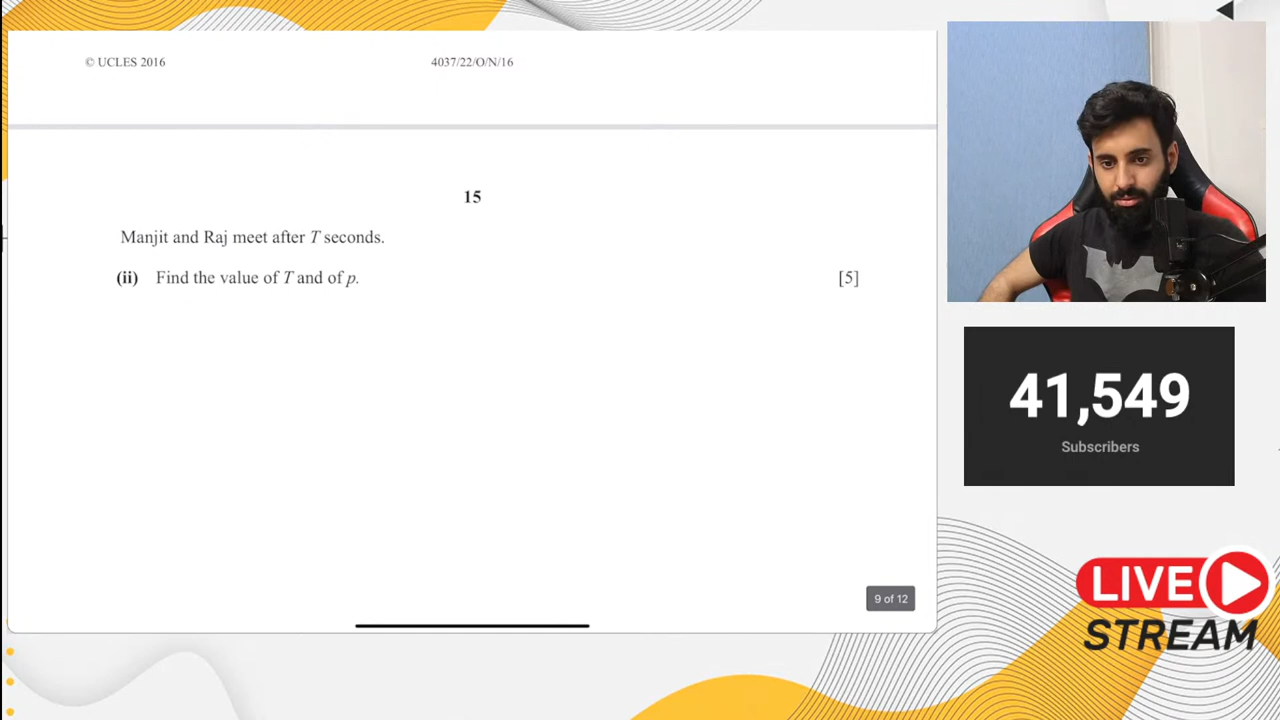 © UCLES 2016 4037/22/O/N/16
15
Manjit and Raj meet after T seconds.
(ii) Find the value of T and of p. [5]
9 of 12
41,549
Subscribers
LIVE
STREAM